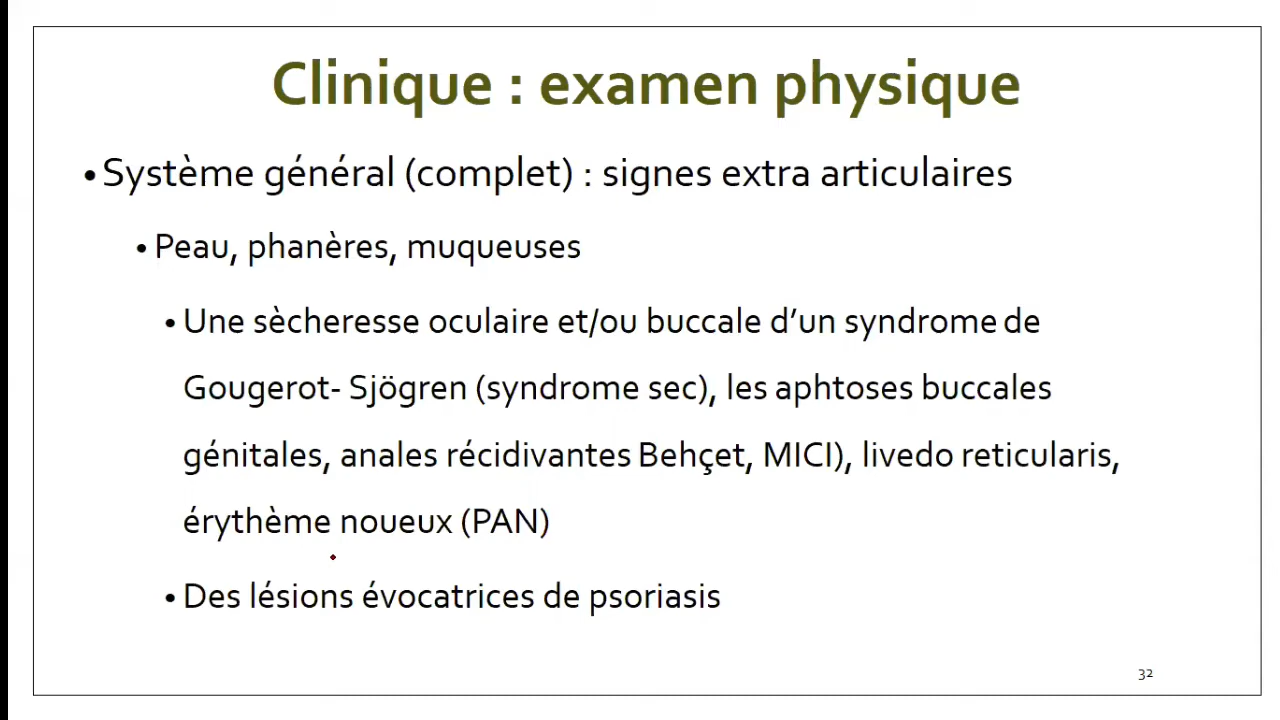 Clinique : examen physique
•Système général (complet) : signes extra articulaires
• Peau, phanères, muqueuses
• Une sècheresse oculaire et/ou buccale d’un syndrome de
Gougerot- Sjögren (syndrome sec), les aphtoses buccales
génitales, anales récidivantes Behçet, MICI), livedo reticularis,
érythème noueux (PAN)
• Des lésions évocatrices de psoriasis
32